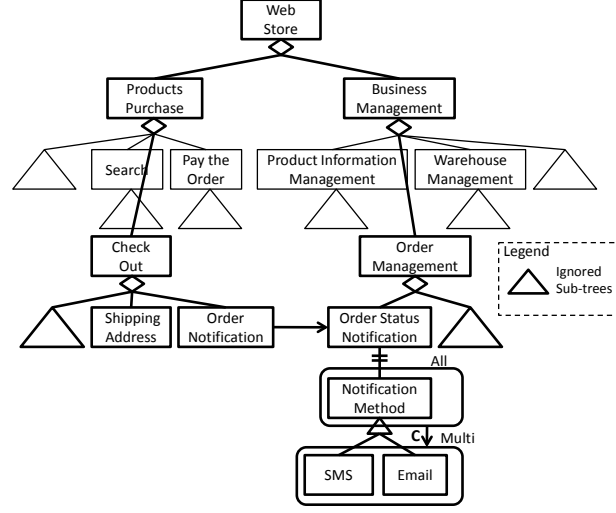 Web
Store
Products
Purchase
Business
Management
Search
Pay the
Order
Product Information
Management
Warehouse
Management
Check
Out
Order
Management
Legend
Ignored
Sub-trees
Shipping
Address
Order
Notification
Order Status
Notification
All
Notification
Method
C
Multi
SMS
Email